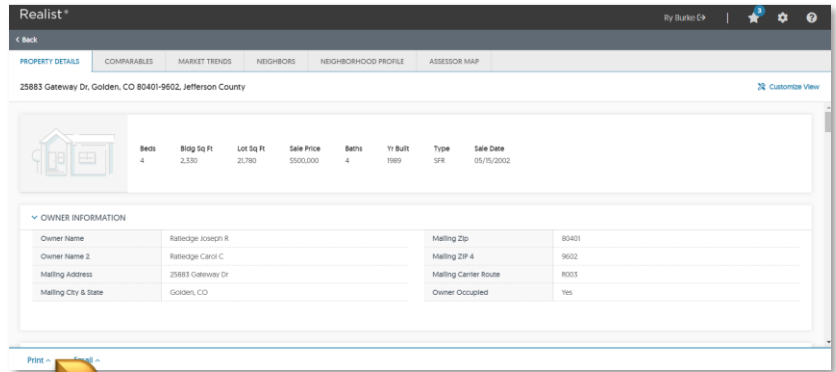 Realist®
Ry Burke
3
< Back
PROPERTY DETAILS COMPARABLES MARKET TRENDS NEIGHBORS NEIGHBORHOOD PROFILE ASSESSOR MAP
25883 Gateway Dr, Golden, CO 80401-9602, Jefferson County
Customize View
Beds Bldg Sq Ft Lot Sq Ft Sale Price Baths Yr Built Type Sale Date
4 2,330 21,780 $500,000 4 1989 SFR 05/15/2002
OWNER INFORMATION
Owner Name Ratledge Joseph R Mailing Zip 80401
Owner Name 2 Ratledge Carol C Mailing ZIP 4 9602
Mailing Address 25883 Gateway Dr Mailing Carrier Route R003
Mailing City & State Golden, CO Owner Occupied Yes
Print Email